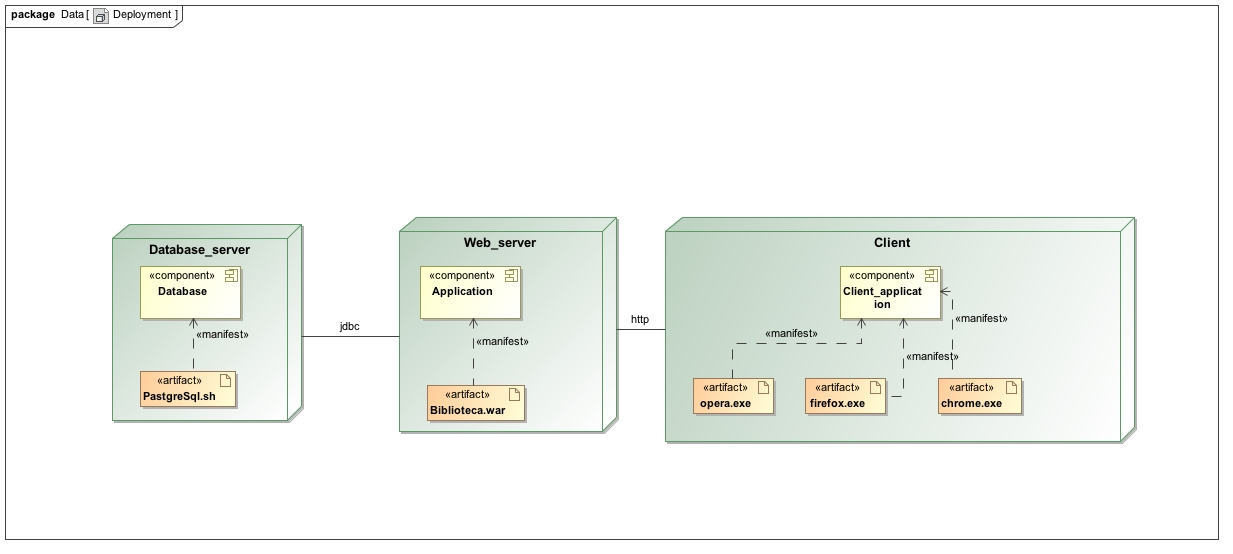 package Data [ Deployment ]
Database_server
«component»
Database
«manifest»
«artifact»
PastgreSql.sh
jdbc
Web_server
«component»
Application
«manifest»
«artifact»
Biblioteca.war
http
Client
«component»
Client_applicat
ion
«manifest»
«manifest»
«manifest»
«artifact»
opera.exe
«artifact»
firefox.exe
«artifact»
chrome.exe